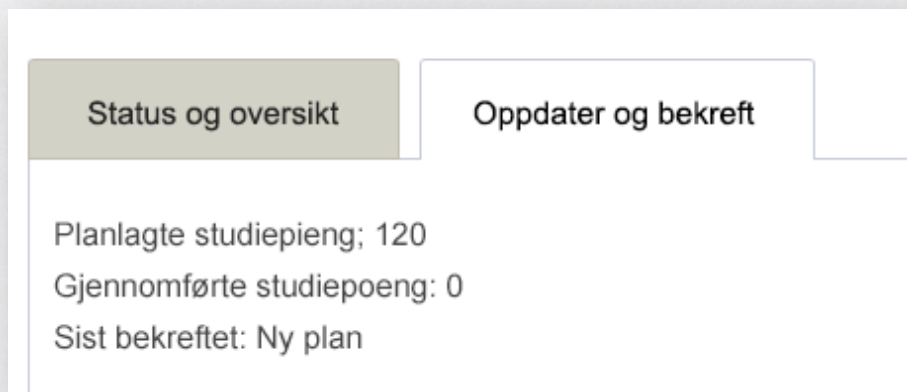 Status og oversikt
Oppdater og bekreft
Planlagte studiepieng; 120
Gjennomførte studiepoeng: 0
Sist bekreftet: Ny plan